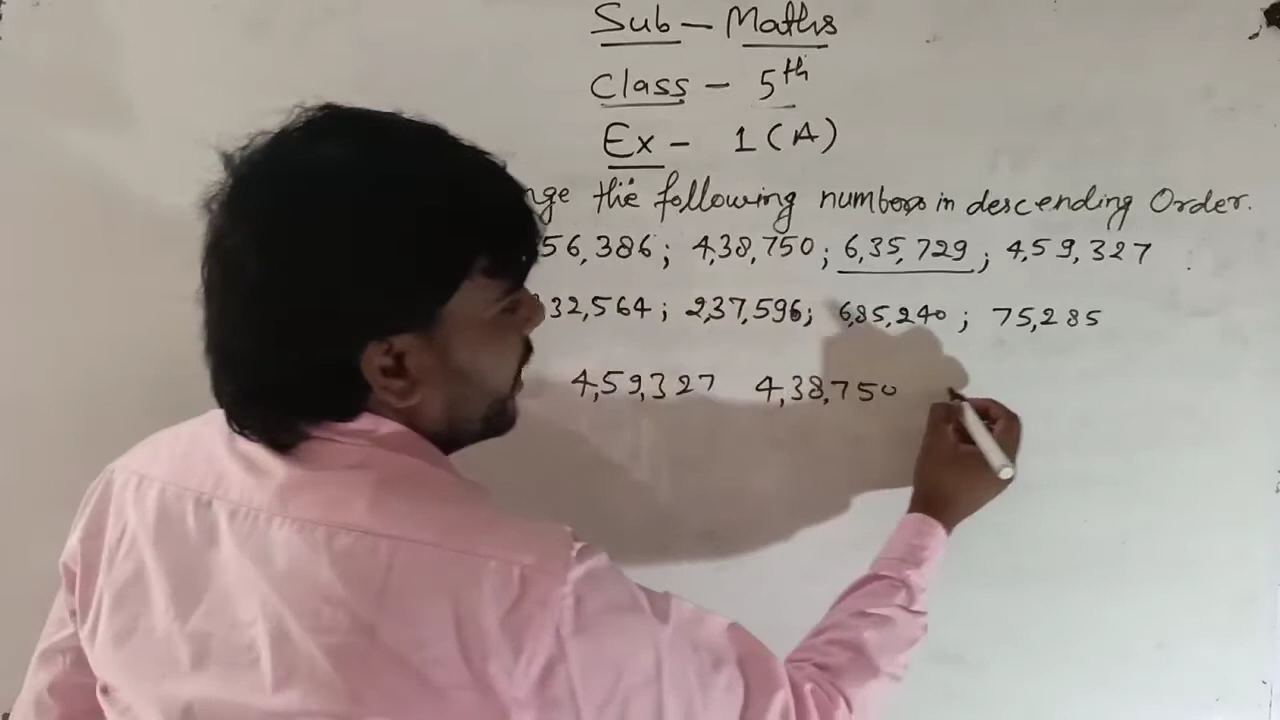 Sub - Maths
Class - 5th
Ex - 1(A)
the following numbers in descending Order.
56,386; 4,38,750; 6,35,729; 4,59,327
32,564; 2,37,596; 6,85,240; 75,285
4,59,327 4,38,750